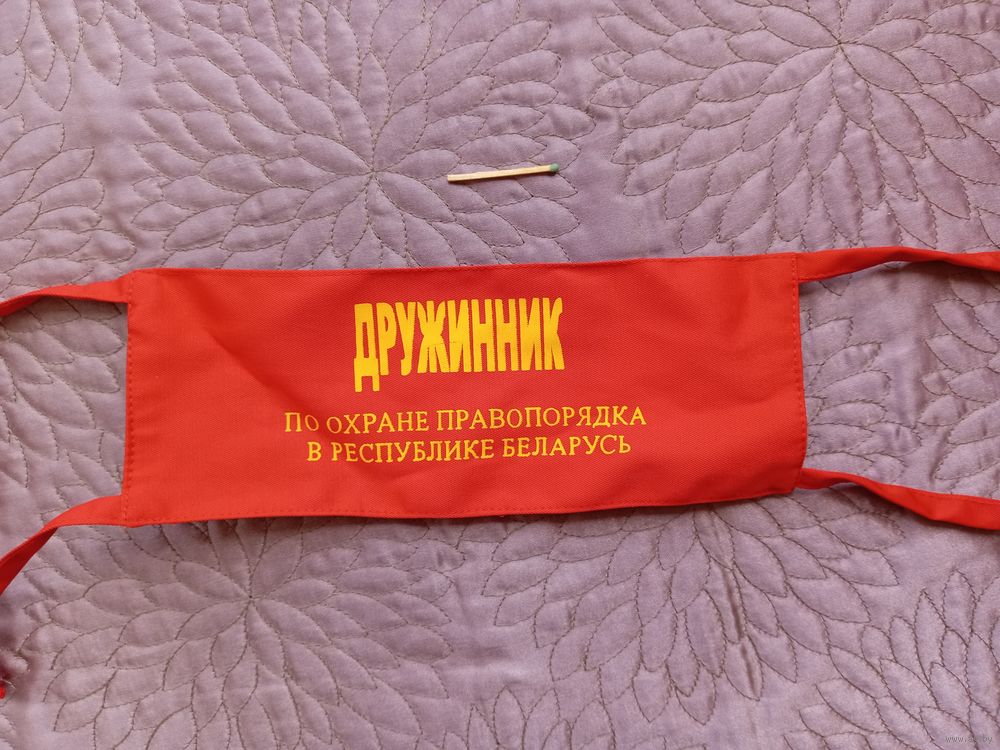 ДРУЖИННИК
ПО ОХРАНЕ ПРАВОПОРЯДКА
В РЕСПУБЛИКЕ БЕЛАРУСЬ